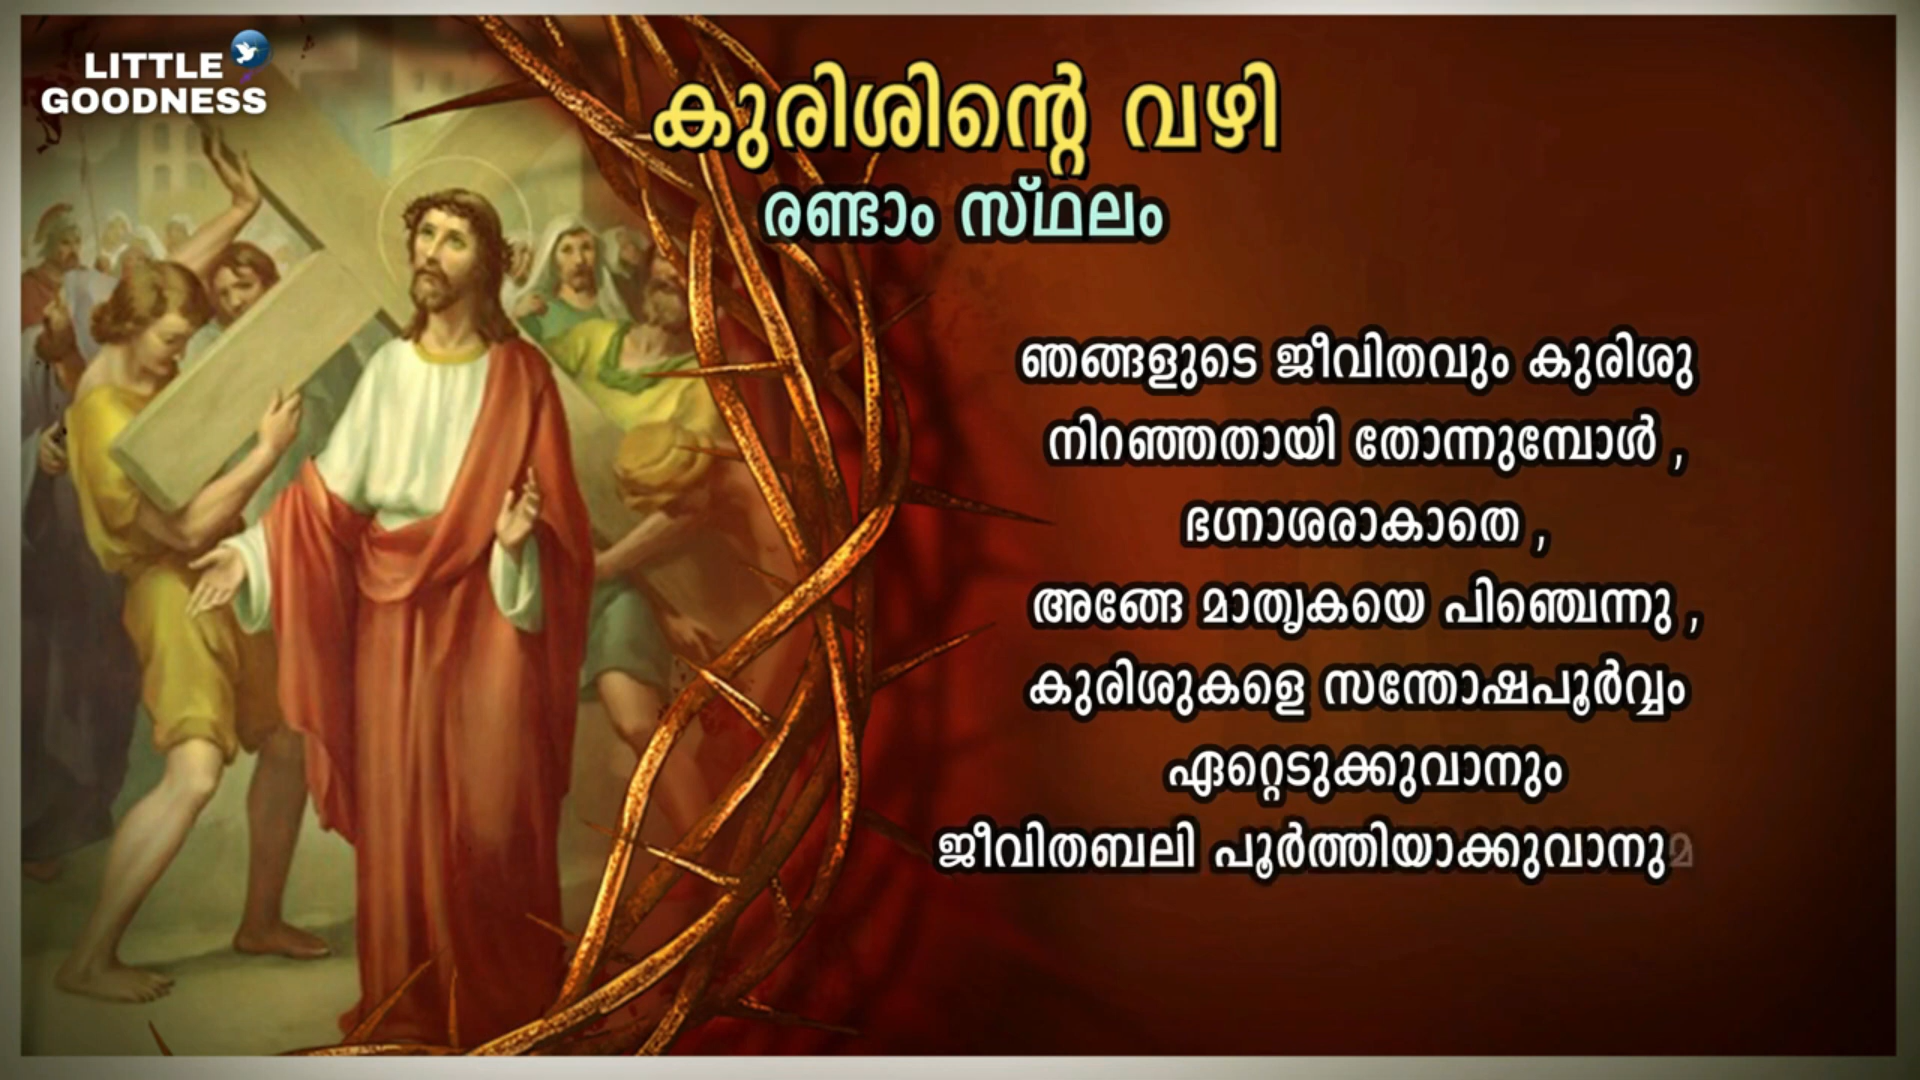 LITTLE
GOODNESS
കുരിശിന്റെ വഴി
രണ്ടാം സ്ഥലം
ഞങ്ങളുടെ ജീവിതവും കുരിശു
നിറഞ്ഞതായി തോന്നുമ്പോൾ ,
ഭഗ്നാശരാകാതെ ,
അങ്ങേ മാതൃകയെ പിഞ്ചെന്നു ,
കുരിശുകളെ സന്തോഷപൂർവ്വം
ഏറ്റെടുക്കുവാനും
ജീവിതബലി പൂർത്തിയാക്കുവാനുമ